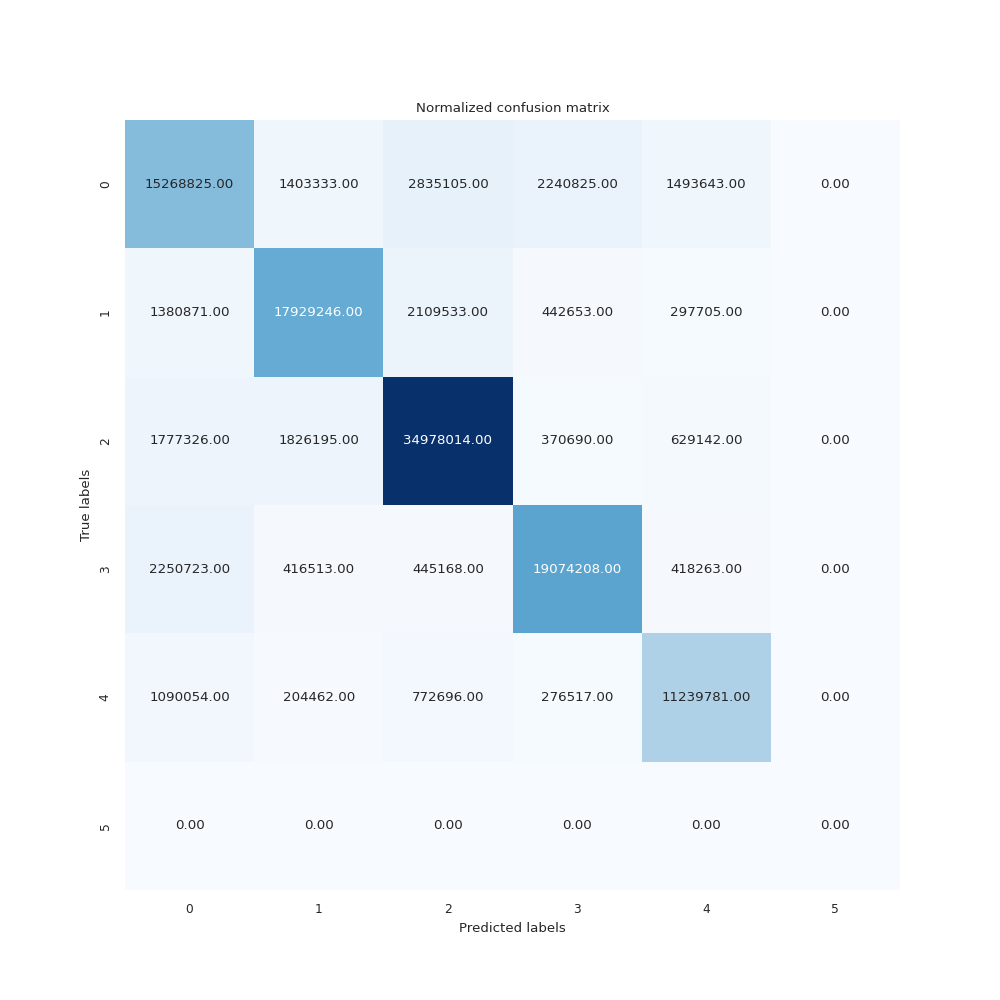 Normalized confusion matrix
0 15268825.00 1403333.00 2835105.00 2240825.00 1493643.00 0.00
1 1380871.00 17929246.00 2109533.00 442653.00 297705.00 0.00
2 1777326.00 1826195.00 34978014.00 370690.00 629142.00 0.00
True labels
3 2250723.00 416513.00 445168.00 19074208.00 418263.00 0.00
4 1090054.00 204462.00 772696.00 276517.00 11239781.00 0.00
5 0.00 0.00 0.00 0.00 0.00 0.00
0 1 2 3 4 5
Predicted labels